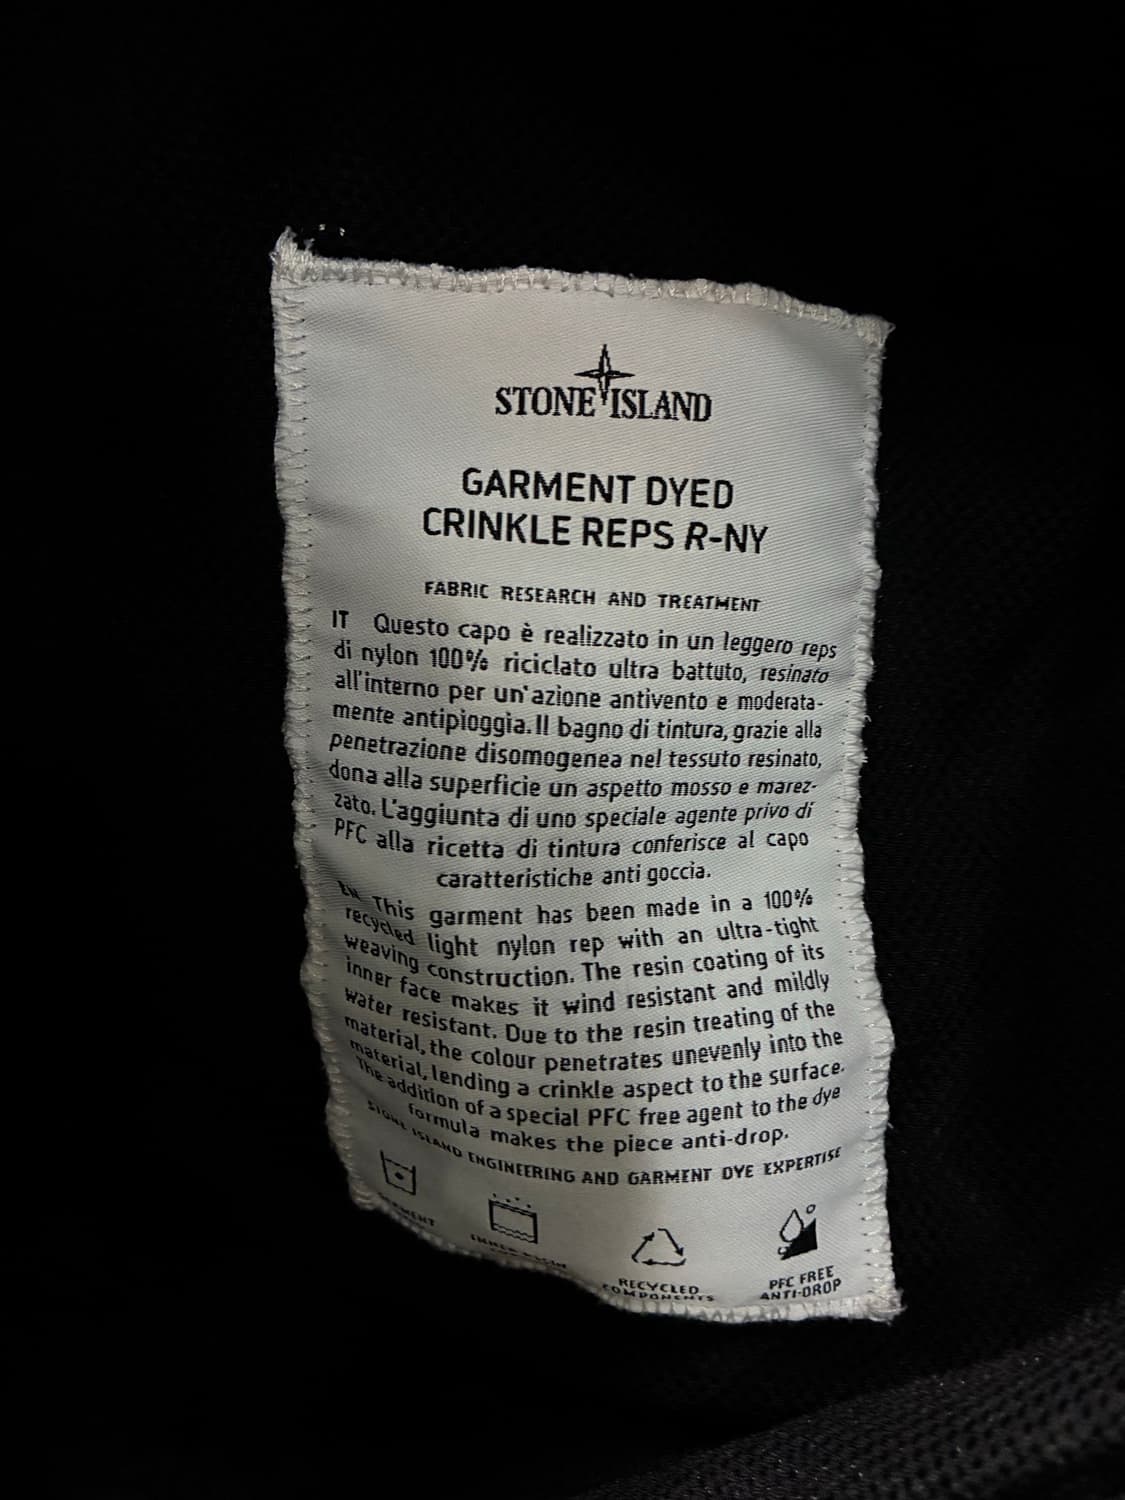 STONE ISLAND
GARMENT DYED
CRINKLE REPS R-NY
FABRIC RESEARCH AND TREATMENT
IT Questo capo è realizzato in un leggero reps
di nylon 100% riciclato ultra battuto, resinato
all'interno per un'azione antivento e moderata-
mente antipioggia. Il bagno di tintura, grazie alla
penetrazione disomogenea nel tessuto resinato,
dona alla superficie un aspetto mosso e marez-
zato. L'aggiunta di uno speciale agente privo di
PFC alla ricetta di tintura conferisce al capo
caratteristiche anti goccia.
EN This garment has been made in a 100%
recycled light nylon rep with an ultra-tight
weaving construction. The resin coating of its
inner face makes it wind resistant and mildly
water resistant. Due to the resin treating of the
material, the colour penetrates unevenly into the
material, lending a crinkle aspect to the surface.
The addition of a special PFC free agent to the dye
formula makes the piece anti-drop.
STONE ISLAND ENGINEERING AND GARMENT DYE EXPERTISE
GARMENT
INNER RESIN
RECYCLED
COMPONENTS
PFC FREE
ANTI-DROP